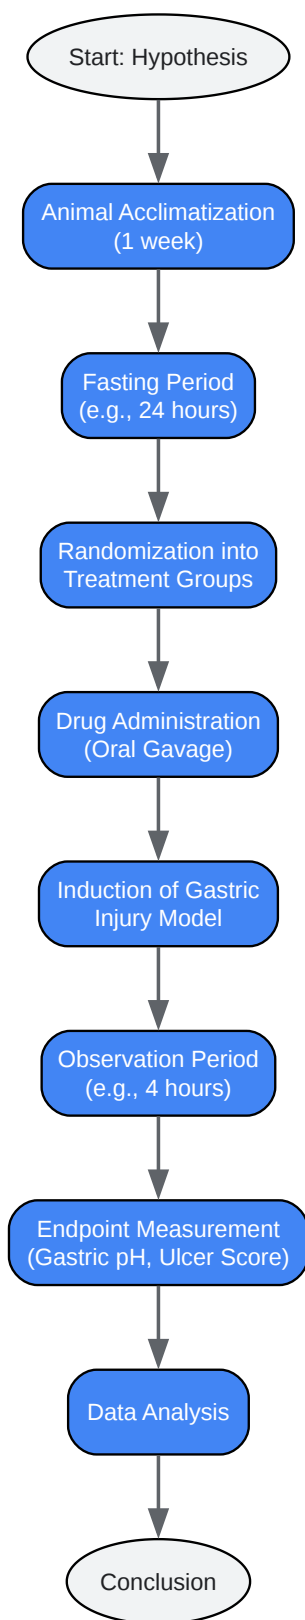 Start: Hypothesis
Animal Acclimatization
(1 week)
Fasting Period
(e.g., 24 hours)
Randomization into
Treatment Groups
Drug Administration
(Oral Gavage)
Induction of Gastric
Injury Model
Observation Period
(e.g., 4 hours)
Endpoint Measurement
(Gastric pH, Ulcer Score)
Data Analysis
Conclusion